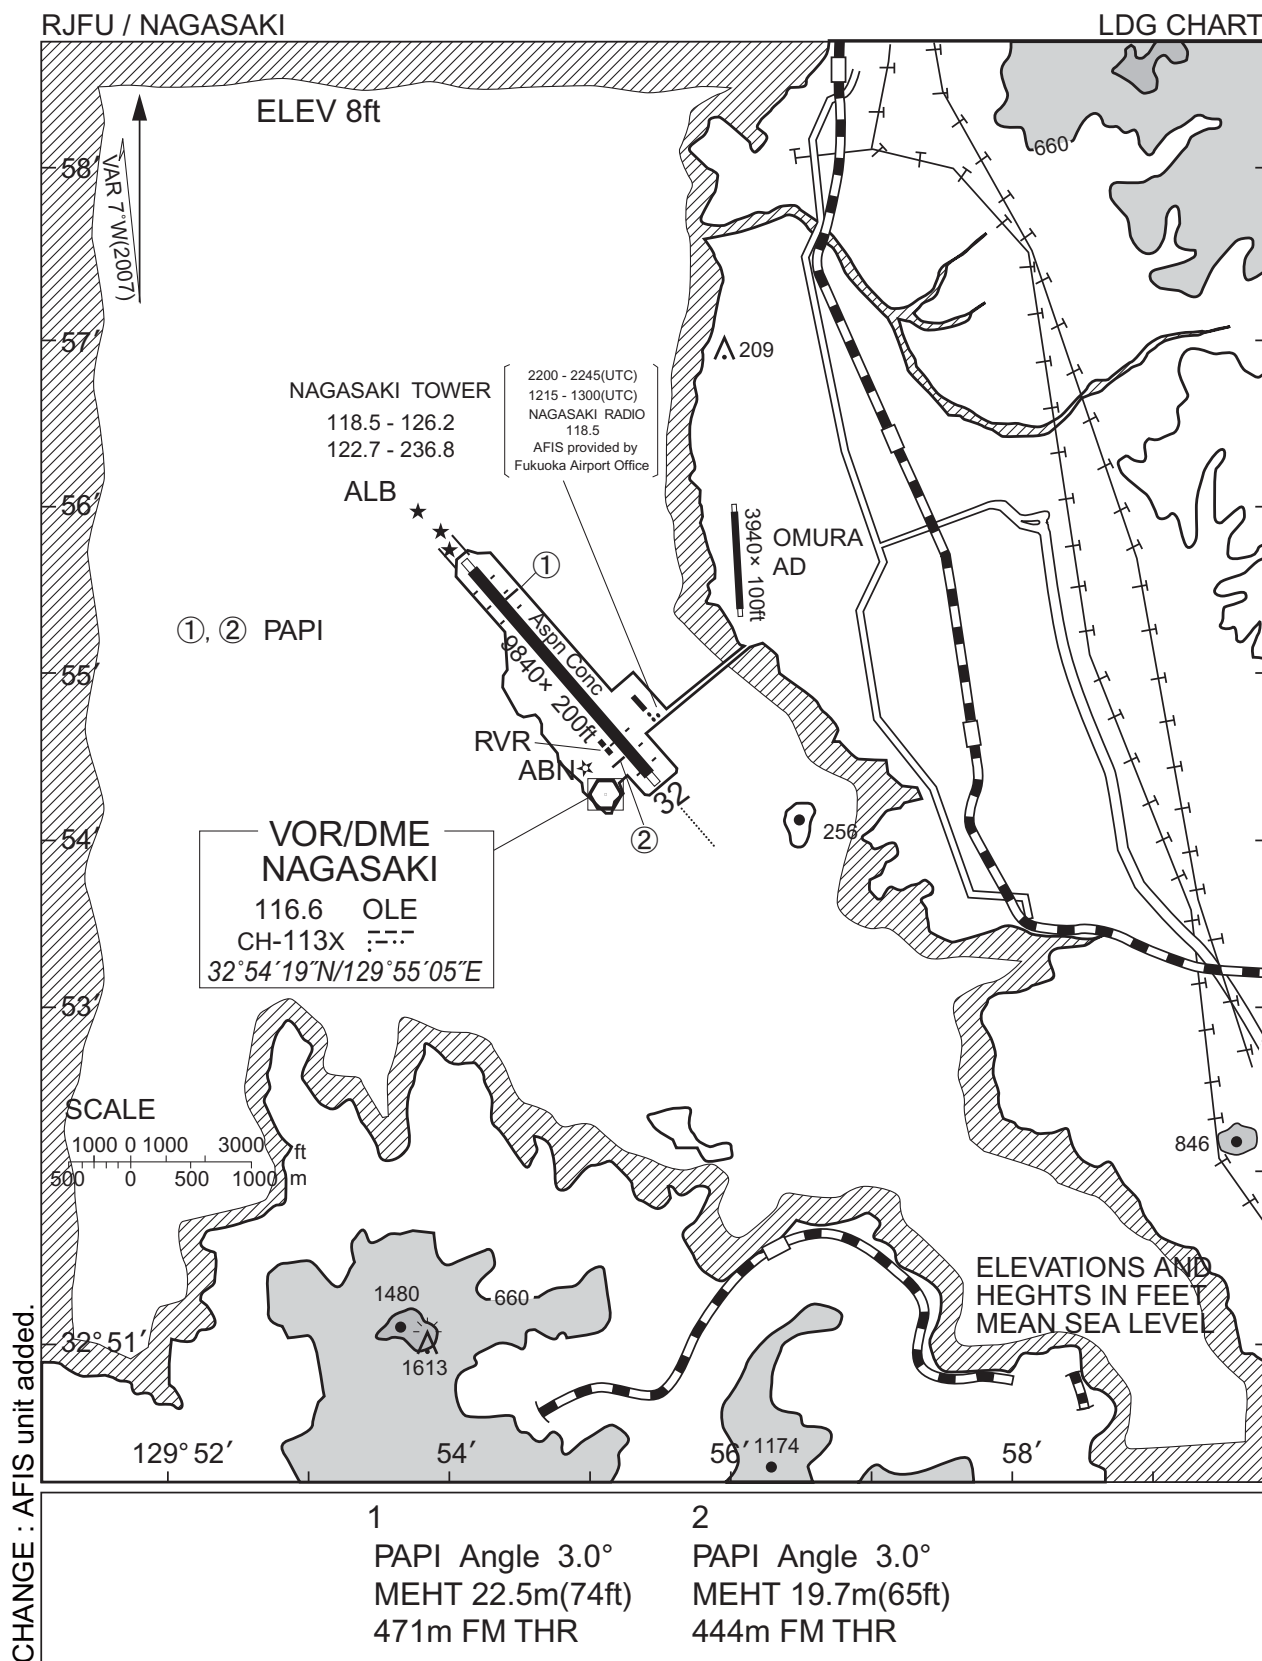 RJFU / NAGASAKI
LDG CHART
ELEV 8ft
VAR 7°W(2007)
58′
660
57′
209
2200 - 2245(UTC)
1215 - 1300(UTC)
NAGASAKI RADIO
118.5
AFIS provided by
Fukuoka Airport Office
NAGASAKI TOWER
118.5 - 126.2
122.7 - 236.8
ALB
56′
3940× 100ft
OMURA
AD
①
①, ② PAPI
Aspn Conc
9840× 200ft
55′
RVR
ABN
32
②
256
54′
VOR/DME
NAGASAKI
116.6 OLE
CH-113X
32°54′19″N/129°55′05″E
53′
SCALE
1000 0 1000 3000 ft
500 0 500 1000 m
846
1480
660
1613
32°51′
ELEVATIONS AND
HEGHTS IN FEET
MEAN SEA LEVEL
1174
129° 52′ 54′ 56′ 58′
CHANGE : AFIS unit added.
1
PAPI Angle 3.0°
MEHT 22.5m(74ft)
471m FM THR
2
PAPI Angle 3.0°
MEHT 19.7m(65ft)
444m FM THR